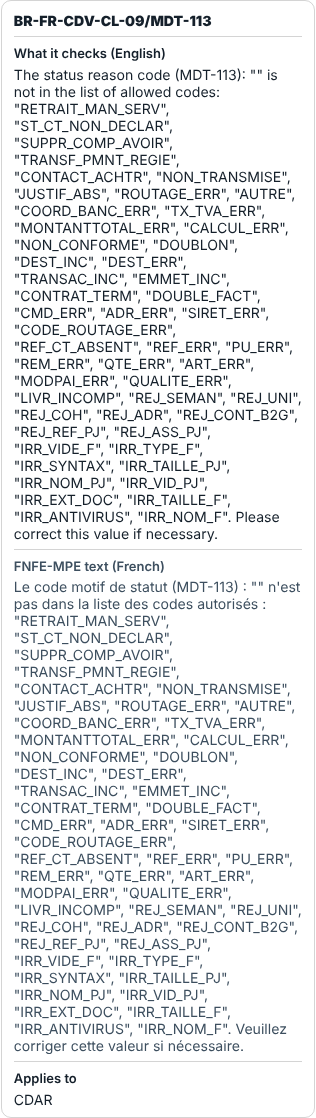 BR-FR-CDV-CL-09/MDT-113
What it checks (English)
The status reason code (MDT-113): "" is
not in the list of allowed codes:
"RETRAIT_MAN_SERV",
"ST_CT_NON_DECLAR",
"SUPPR_COMP_AVOIR",
"TRANSF_PMNT_REGIE",
"CONTACT_ACHTR", "NON_TRANSMISE",
"JUSTIF_ABS", "ROUTAGE_ERR", "AUTRE",
"COORD_BANC_ERR", "TX_TVA_ERR",
"MONTANTTOTAL_ERR", "CALCUL_ERR",
"NON_CONFORME", "DOUBLON",
"DEST_INC", "DEST_ERR",
"TRANSAC_INC", "EMMET_INC",
"CONTRAT_TERM", "DOUBLE_FACT",
"CMD_ERR", "ADR_ERR", "SIRET_ERR",
"CODE_ROUTAGE_ERR",
"REF_CT_ABSENT", "REF_ERR", "PU_ERR",
"REM_ERR", "QTE_ERR", "ART_ERR",
"MODPAI_ERR", "QUALITE_ERR",
"LIVR_INCOMP", "REJ_SEMAN", "REJ_UNI",
"REJ_COH", "REJ_ADR", "REJ_CONT_B2G",
"REJ_REF_PJ", "REJ_ASS_PJ",
"IRR_VIDE_F", "IRR_TYPE_F",
"IRR_SYNTAX", "IRR_TAILLE_PJ",
"IRR_NOM_PJ", "IRR_VID_PJ",
"IRR_EXT_DOC", "IRR_TAILLE_F",
"IRR_ANTIVIRUS", "IRR_NOM_F". Please
correct this value if necessary.
FNFE-MPE text (French)
Le code motif de statut (MDT-113) : "" n'est
pas dans la liste des codes autorisés :
"RETRAIT_MAN_SERV",
"ST_CT_NON_DECLAR",
"SUPPR_COMP_AVOIR",
"TRANSF_PMNT_REGIE",
"CONTACT_ACHTR", "NON_TRANSMISE",
"JUSTIF_ABS", "ROUTAGE_ERR", "AUTRE",
"COORD_BANC_ERR", "TX_TVA_ERR",
"MONTANTTOTAL_ERR", "CALCUL_ERR",
"NON_CONFORME", "DOUBLON",
"DEST_INC", "DEST_ERR",
"TRANSAC_INC", "EMMET_INC",
"CONTRAT_TERM", "DOUBLE_FACT",
"CMD_ERR", "ADR_ERR", "SIRET_ERR",
"CODE_ROUTAGE_ERR",
"REF_CT_ABSENT", "REF_ERR", "PU_ERR",
"REM_ERR", "QTE_ERR", "ART_ERR",
"MODPAI_ERR", "QUALITE_ERR",
"LIVR_INCOMP", "REJ_SEMAN", "REJ_UNI",
"REJ_COH", "REJ_ADR", "REJ_CONT_B2G",
"REJ_REF_PJ", "REJ_ASS_PJ",
"IRR_VIDE_F", "IRR_TYPE_F",
"IRR_SYNTAX", "IRR_TAILLE_PJ",
"IRR_NOM_PJ", "IRR_VID_PJ",
"IRR_EXT_DOC", "IRR_TAILLE_F",
"IRR_ANTIVIRUS", "IRR_NOM_F". Veuillez
corriger cette valeur si nécessaire.
Applies to
CDAR